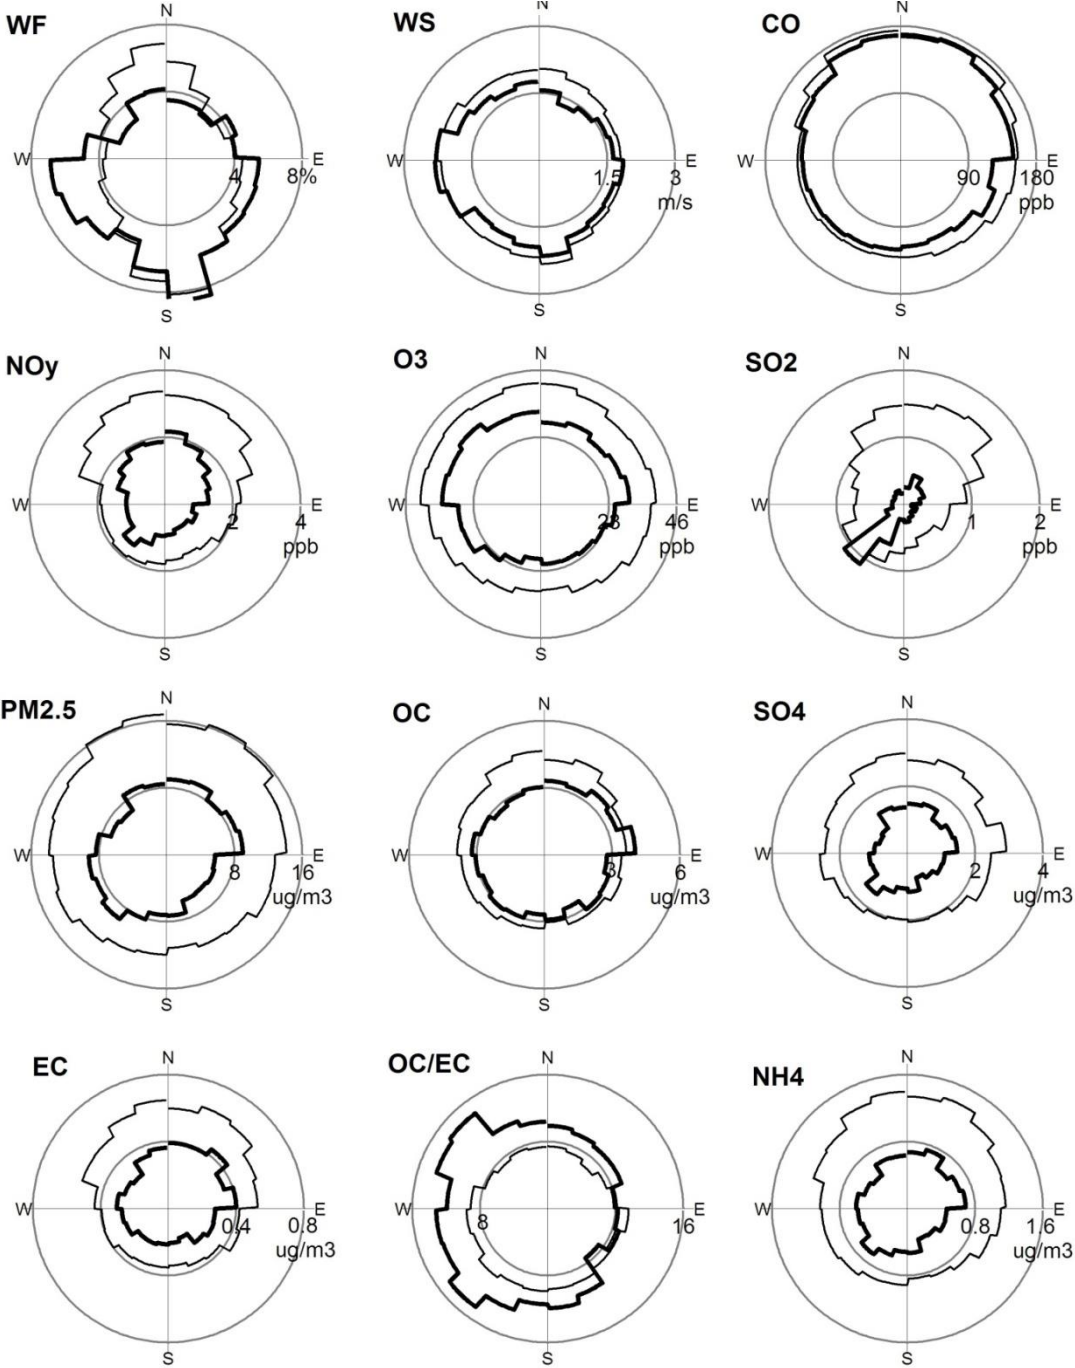 WF
N
W
E
4
8%
S
WS
N
W
E
1.5
3
m/s
S
CO
N
W
E
90
180
ppb
S
NOy
N
W
E
2
4
ppb
S
O3
N
W
E
23
46
ppb
S
SO2
N
W
E
1
2
ppb
S
PM2.5
N
W
E
8
16
ug/m3
S
OC
N
W
E
3
6
ug/m3
S
SO4
N
W
E
2
4
ug/m3
S
EC
N
W
E
0.4
0.8
ug/m3
S
OC/EC
N
W
E
8
16
S
NH4
N
W
E
0.8
1.6
ug/m3
S